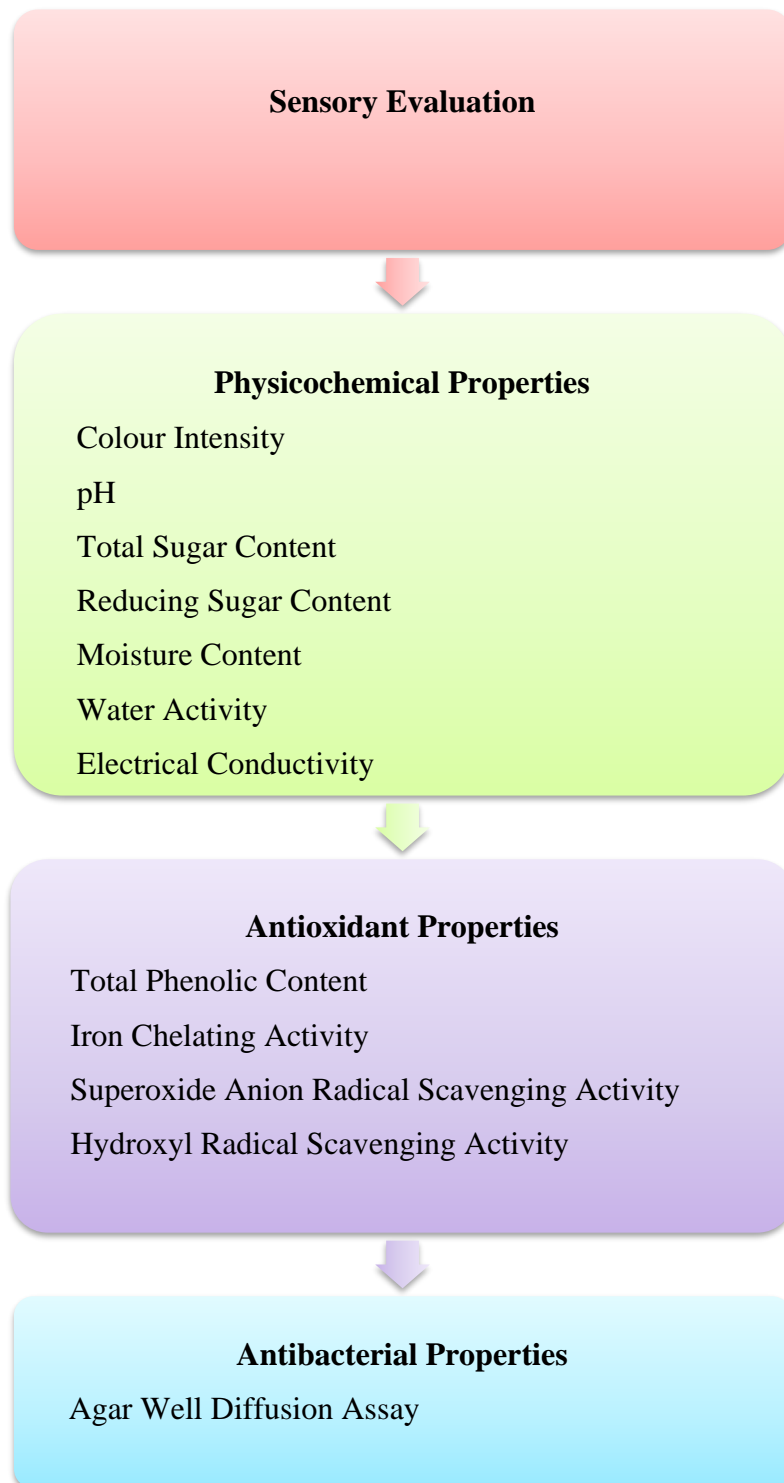 Sensory Evaluation
Physicochemical Properties
Colour Intensity
pH
Total Sugar Content
Reducing Sugar Content
Moisture Content
Water Activity
Electrical Conductivity
Antioxidant Properties
Total Phenolic Content
Iron Chelating Activity
Superoxide Anion Radical Scavenging Activity
Hydroxyl Radical Scavenging Activity
Antibacterial Properties
Agar Well Diffusion Assay